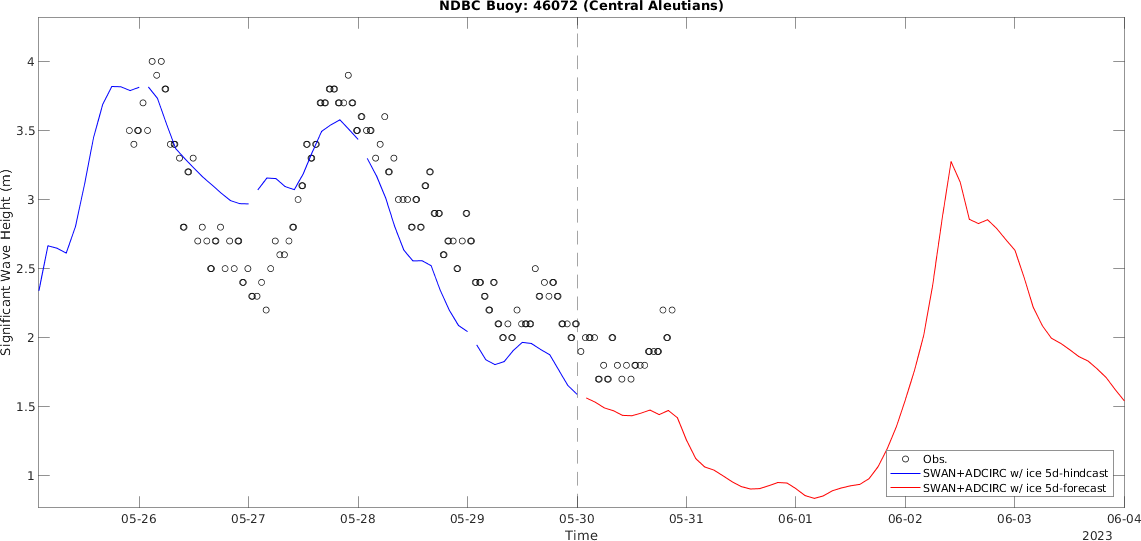 NDBC Buoy: 46072 (Central Aleutians)
Significant Wave Height (m)
4
3.5
3
2.5
2
1.5
1
Obs.
SWAN+ADCIRC w/ ice 5d-hindcast
SWAN+ADCIRC w/ ice 5d-forecast
05-26 05-27 05-28 05-29 05-30 05-31 06-01 06-02 06-03 06-04
Time
2023